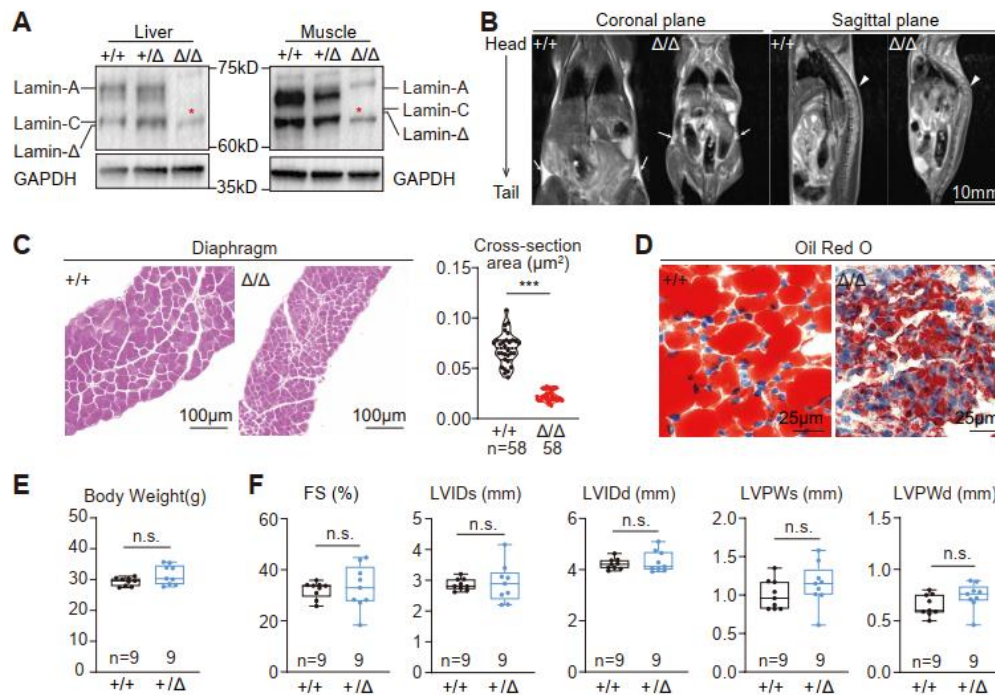 A
Liver
Muscle
+/+ +/Δ Δ/Δ
75kD
+/+ +/Δ Δ/Δ
Lamin-A
Lamin-A
*
*
Lamin-C
Lamin-C
Lamin-Δ
Lamin-Δ
60kD
GAPDH
GAPDH
35kD
B
Coronal plane
Sagittal plane
Head
+/+
Δ/Δ
+/+
Δ/Δ
Tail
10mm
C
Diaphragm
+/+
Δ/Δ
100μm
100μm
Cross-section
area (μm²)
0.15
0.10
0.05
0.00
***
+/+ Δ/Δ
n=58 58
D
Oil Red O
+/+
Δ/Δ
25μm
25μm
E
Body Weight(g)
50
40
30
20
10
0
n.s.
n=9 9
+/+ +/Δ
F
FS (%)
60
40
20
0
n.s.
n=9 9
+/+ +/Δ
LVIDs (mm)
5
4
3
2
1
0
n.s.
n=9 9
+/+ +/Δ
LVIDd (mm)
6
4
2
0
n.s.
n=9 9
+/+ +/Δ
LVPWs (mm)
2.0
1.5
1.0
0.5
0.0
n.s.
n=9 9
+/+ +/Δ
LVPWd (mm)
1.5
1.0
0.5
0.0
n.s.
n=9 9
+/+ +/Δ